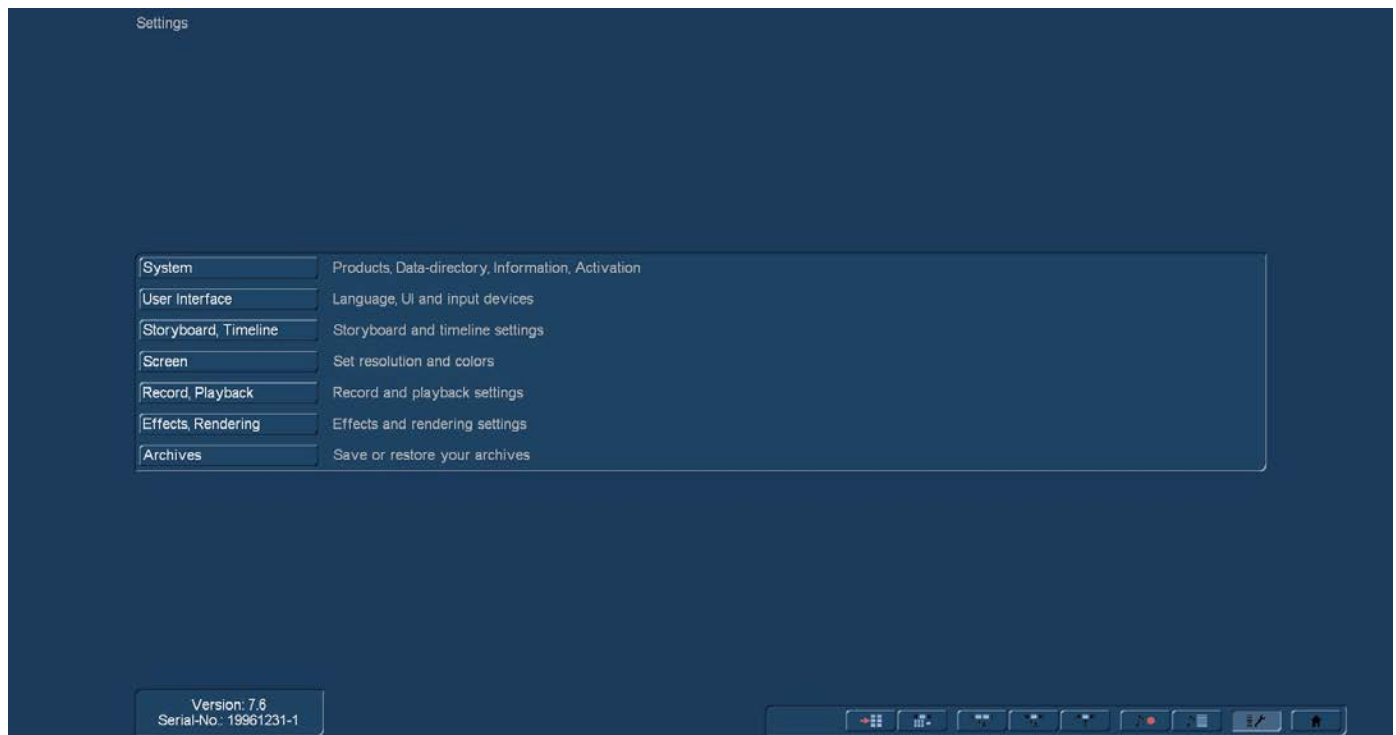 Settings
System Products, Data-directory, Information, Activation
User Interface Language, UI and input devices
Storyboard, Timeline Storyboard and timeline settings
Screen Set resolution and colors
Record, Playback Record and playback settings
Effects, Rendering Effects and rendering settings
Archives Save or restore your archives
Version: 7.6
Serial-No.: 19961231-1